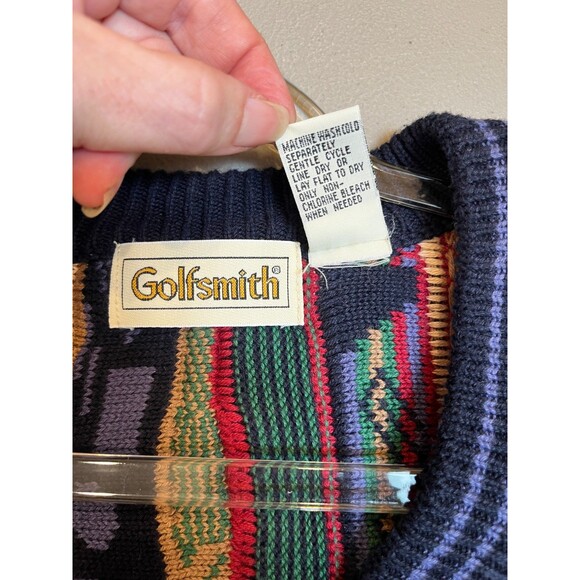 MACHINE WASH COLD
SEPARATELY
GENTLE CYCLE
LINE DRY OR
LAY FLAT TO DRY
ONLY NON-
CHLORINE BLEACH
WHEN NEEDED
Golfsmith®